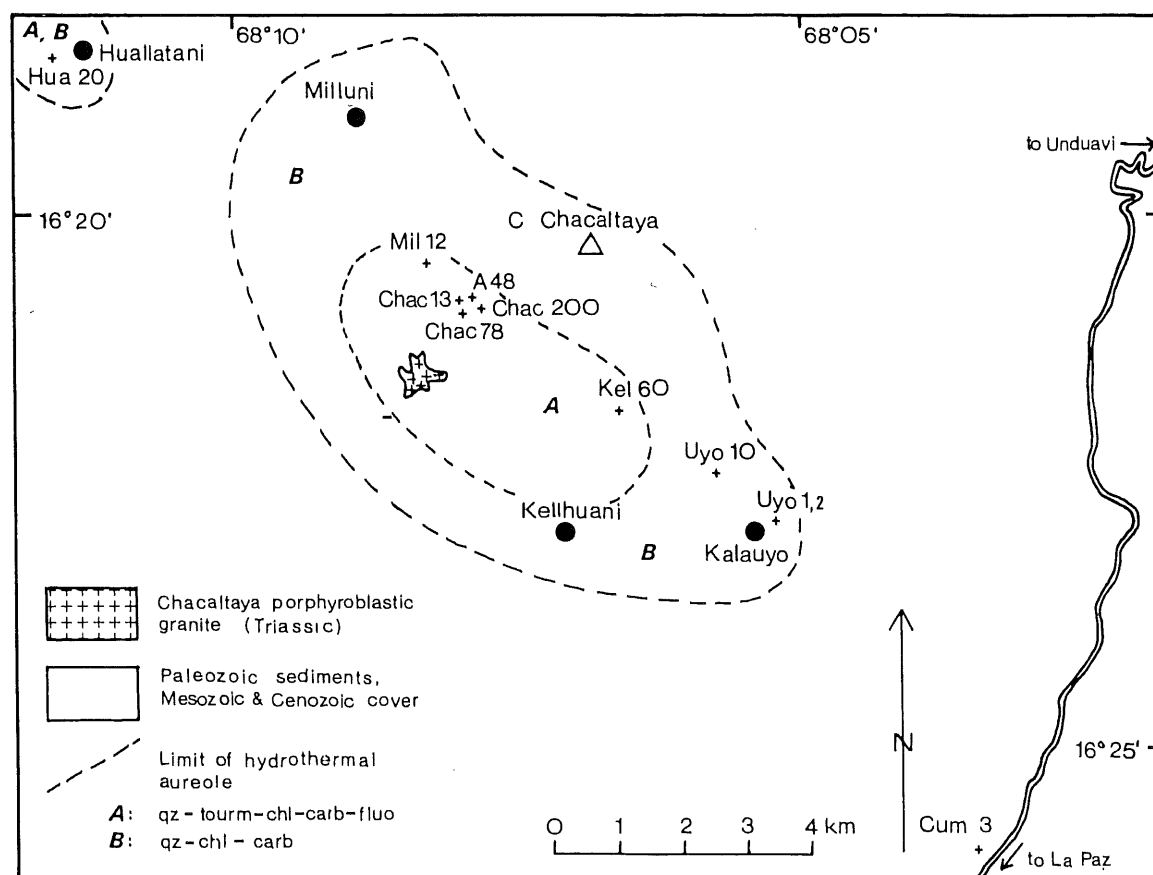 A, B
Huallatani
Hua 20
68°10'
68°05'
Milluni
to Unduavi
B
16°20'
C Chacaltaya
Mil 12
A 48
Chac 13
Chac 200
Chac 78
Kel 60
A
Uyo 10
Uyo 1,2
Kellhuani
B
Kalauyo
Chacaltaya porphyroblastic
granite (Triassic)
Paleozoic sediments,
Mesozoic & Cenozoic cover
Limit of hydrothermal
aureole
A: qz-tourm-chl-carb-fluo
B: qz-chl-carb
N
16°25'
0 1 2 3 4 km
Cum 3
to La Paz